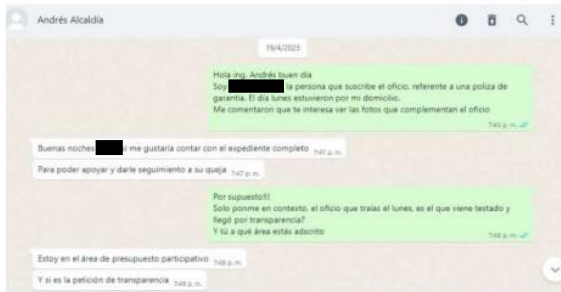 Andrés Alcaldía
19/4/2023
Hola ing. Andrés buen día
Soy la persona que suscribe el oficio, referente a una poliza de
garantia. El día lunes estuvieron por mi domicilio.
Me comentaron que te interesa ver las fotos que complementan el oficio
7:45 p. m.
Buenas noches u me gustaría contar con el expediente completo 7:47 p. m.
Para poder apoyar y darle seguimiento a su queja 7:47 p. m.
Por supuesto!!!
Solo ponme en contexto, el oficio que traías el lunes, es el que viene testado y
llegó por transparencia?
Y tú a qué área estás adscrito
7:48 p. m.
Estoy en el área de presupuesto participativo 7:48 p. m.
Y si es la petición de transparencia 7:49 p. m.